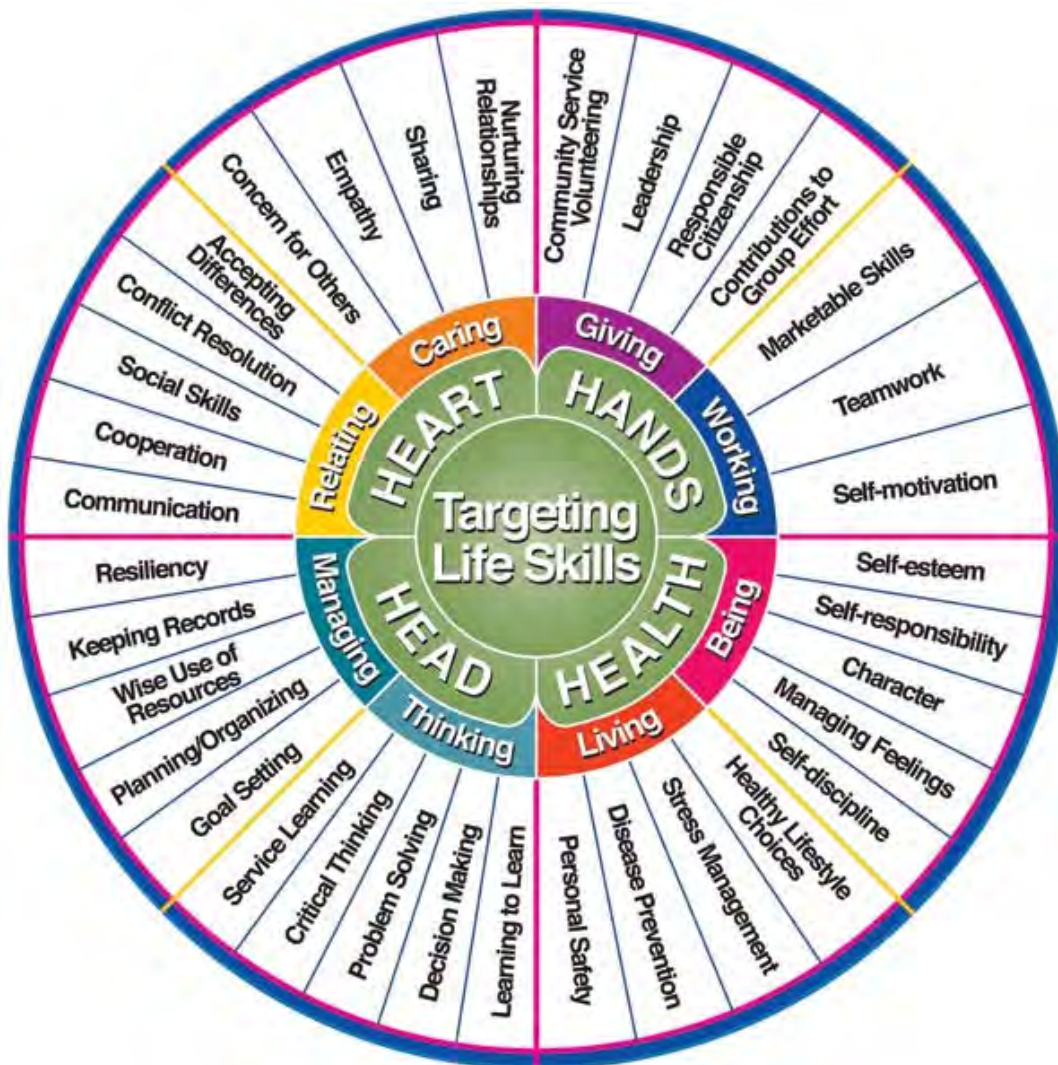 Targeting
Life Skills
HEART
HANDS
HEALTH
HEAD
Caring
Giving
Working
Being
Living
Thinking
Managing
Relating
Concern for Others
Empathy
Sharing
Nurturing
Relationships
Community Service
Volunteering
Leadership
Responsible
Citizenship
Contributions to
Group Effort
Marketable Skills
Teamwork
Self-motivation
Self-esteem
Self-responsibility
Character
Managing Feelings
Self-discipline
Healthy Lifestyle
Choices
Stress Management
Disease Prevention
Personal Safety
Learning to Learn
Decision Making
Problem Solving
Critical Thinking
Service Learning
Goal Setting
Planning/Organizing
Wise Use of
Resources
Keeping Records
Resiliency
Communication
Cooperation
Social Skills
Conflict Resolution
Accepting
Differences